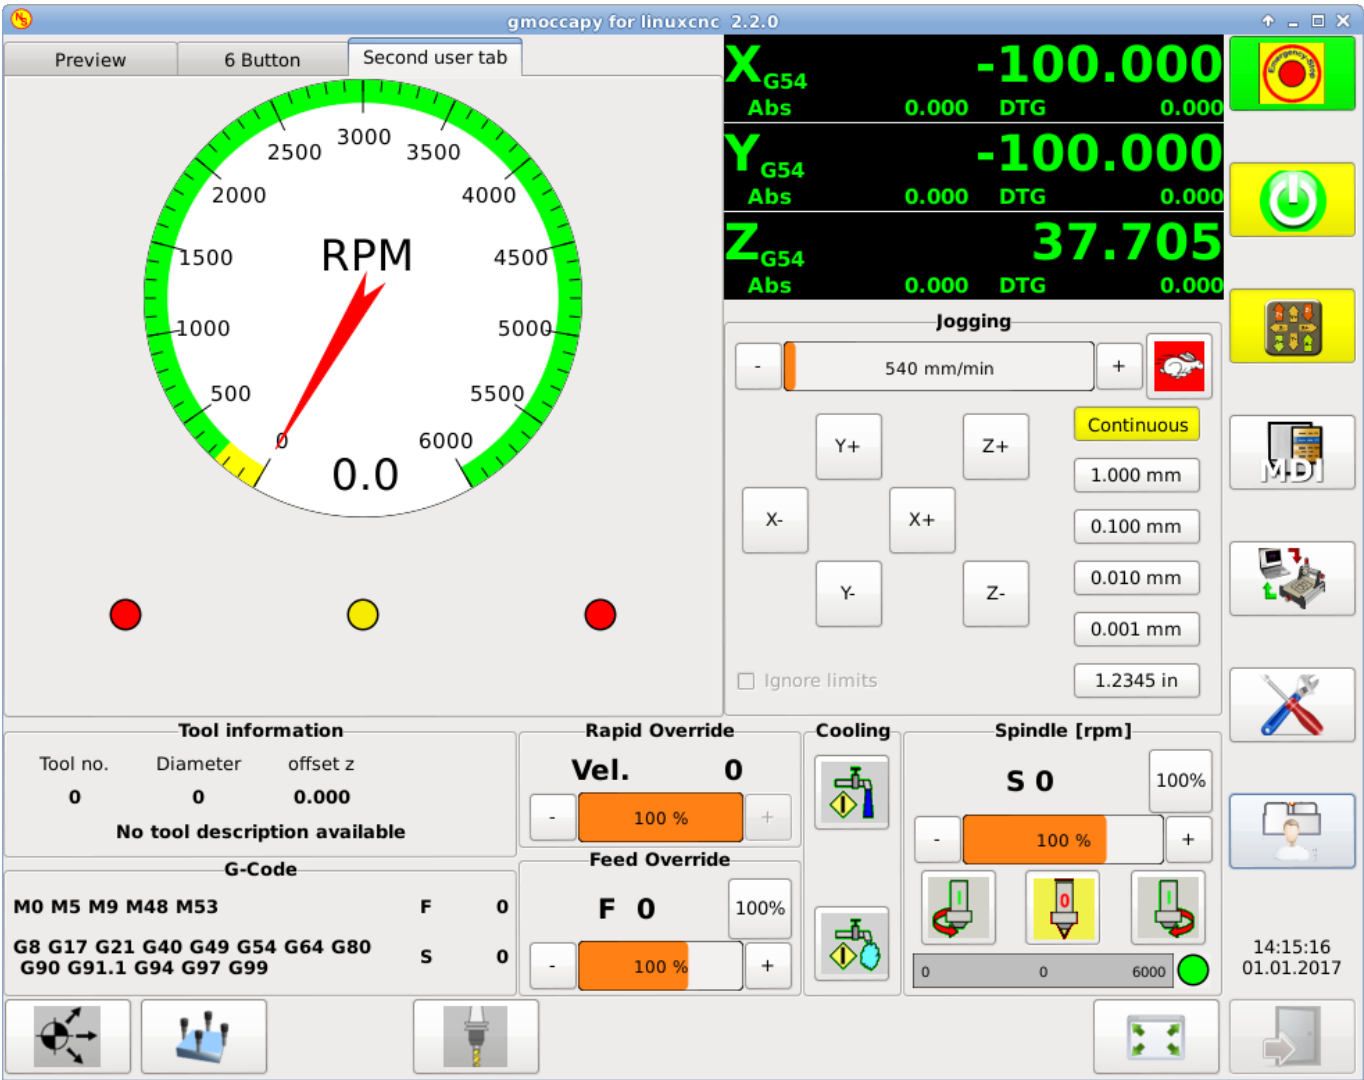 gmoccapy for linuxcnc 2.2.0
Preview
6 Button
Second user tab
3000
2500
3500
2000
4000
1500
4500
1000
5000
500
5500
0
6000
RPM
0.0
X G54 -100.000
Abs 0.000 DTG 0.000
Y G54 -100.000
Abs 0.000 DTG 0.000
Z G54 37.705
Abs 0.000 DTG 0.000
Emergency-Stop
Jogging
- 540 mm/min +
Continuous
Y+ Z+
1.000 mm
X- X+
0.100 mm
0.010 mm
Y- Z-
0.001 mm
Ignore limits
1.2345 in
MDI
Tool information
Tool no. Diameter offset z
0 0 0.000
No tool description available
G-Code
M0 M5 M9 M48 M53 F 0
G8 G17 G21 G40 G49 G54 G64 G80
G90 G91.1 G94 G97 G99
S 0
Rapid Override
Vel. 0
- 100 % +
Feed Override
F 0 100%
- 100 % +
Cooling
Spindle [rpm]
S 0 100%
- 100 % +
I 0 I
0 0 6000
14:15:16
01.01.2017